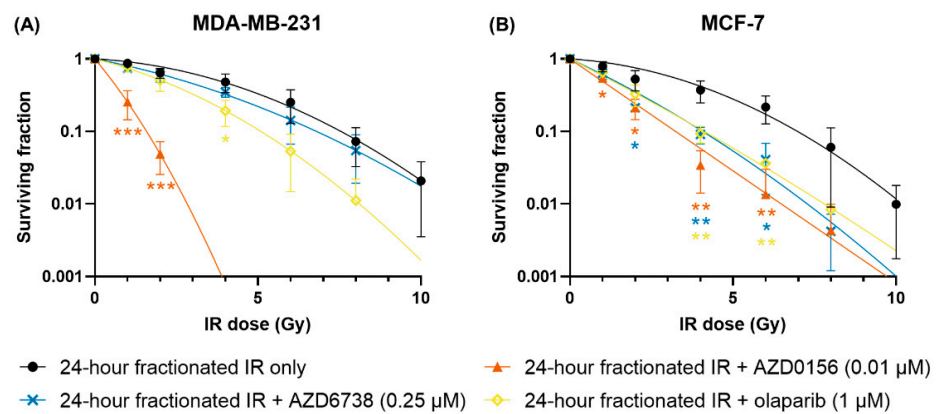 (A) MDA-MB-231
(B) MCF-7
Surviving fraction
1
0.1
0.01
0.001
***
***
*
0 5 10
IR dose (Gy)
Surviving fraction
1
0.1
0.01
0.001
*
*
*
**
**
**
**
*
**
0 5 10
IR dose (Gy)
24-hour fractionated IR only
24-hour fractionated IR + AZD0156 (0.01 µM)
24-hour fractionated IR + AZD6738 (0.25 µM)
24-hour fractionated IR + olaparib (1 µM)